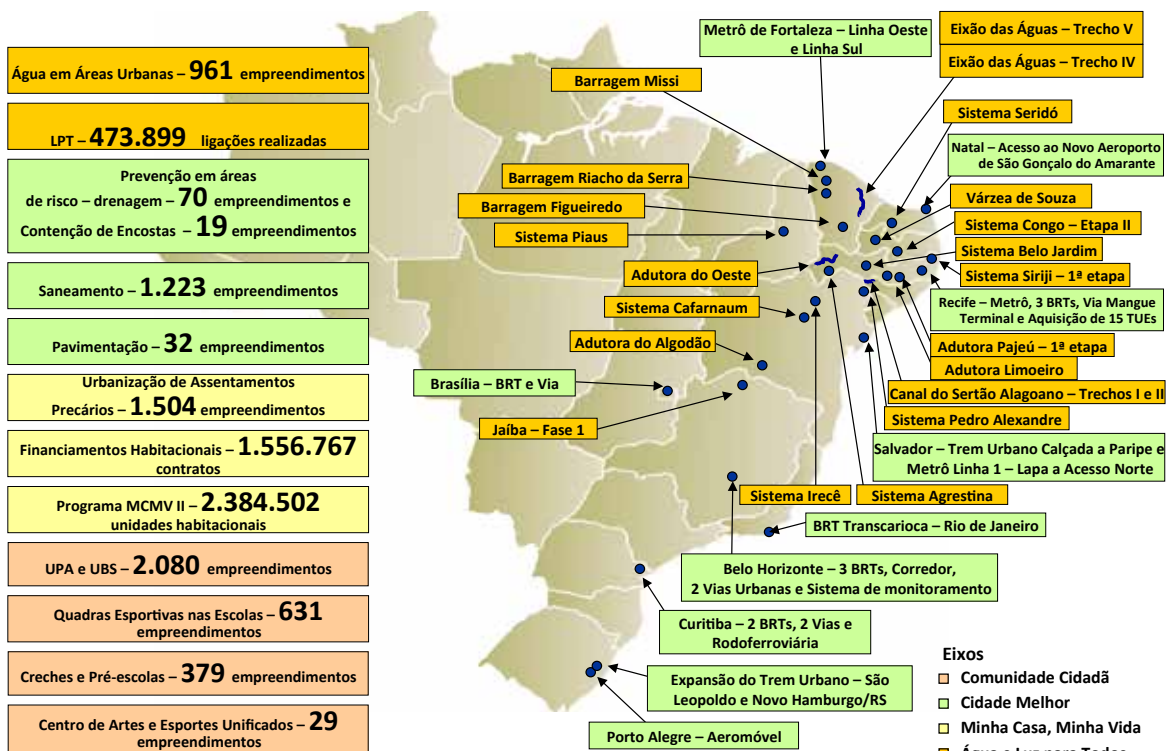 Água em Áreas Urbanas – 961 empreendimentos
LPT – 473.899 ligações realizadas
Prevenção em áreas
de risco – drenagem – 70 empreendimentos e
Contenção de Encostas – 19 empreendimentos
Saneamento – 1.223 empreendimentos
Pavimentação – 32 empreendimentos
Urbanização de Assentamentos
Precários – 1.504 empreendimentos
Financiamentos Habitacionais – 1.556.767
contratos
Programa MCMV II – 2.384.502
unidades habitacionais
UPA e UBS – 2.080 empreendimentos
Quadras Esportivas nas Escolas – 631
empreendimentos
Creches e Pré-escolas – 379 empreendimentos
Centro de Artes e Esportes Unificados – 29
empreendimentos
Metrô de Fortaleza – Linha Oeste
e Linha Sul
Barragem Missi
Barragem Riacho da Serra
Barragem Figueiredo
Sistema Piaus
Adutora do Oeste
Sistema Cafarnaum
Adutora do Algodão
Brasília – BRT e Via
Jaíba – Fase 1
Eixão das Águas – Trecho V
Eixão das Águas – Trecho IV
Sistema Seridó
Natal – Acesso ao Novo Aeroporto
de São Gonçalo do Amarante
Várzea de Souza
Sistema Congo – Etapa II
Sistema Belo Jardim
Sistema Siriji – 1ª etapa
Recife – Metrô, 3 BRTs, Via Mangue
Terminal e Aquisição de 15 TUEs
Adutora Pajeú – 1ª etapa
Adutora Limoeiro
Canal do Sertão Alagoano – Trechos I e II
Sistema Pedro Alexandre
Salvador – Trem Urbano Calçada a Paripe e
Metrô Linha 1 – Lapa a Acesso Norte
Sistema Irecê
Sistema Agrestina
BRT Transcarioca – Rio de Janeiro
Belo Horizonte – 3 BRTs, Corredor,
2 Vias Urbanas e Sistema de monitoramento
Curitiba – 2 BRTs, 2 Vias e
Rodoferroviária
Expansão do Trem Urbano – São
Leopoldo e Novo Hamburgo/RS
Porto Alegre – Aeromóvel
Eixos
Comunidade Cidadã
Cidade Melhor
Minha Casa, Minha Vida
Água e Luz para Todos